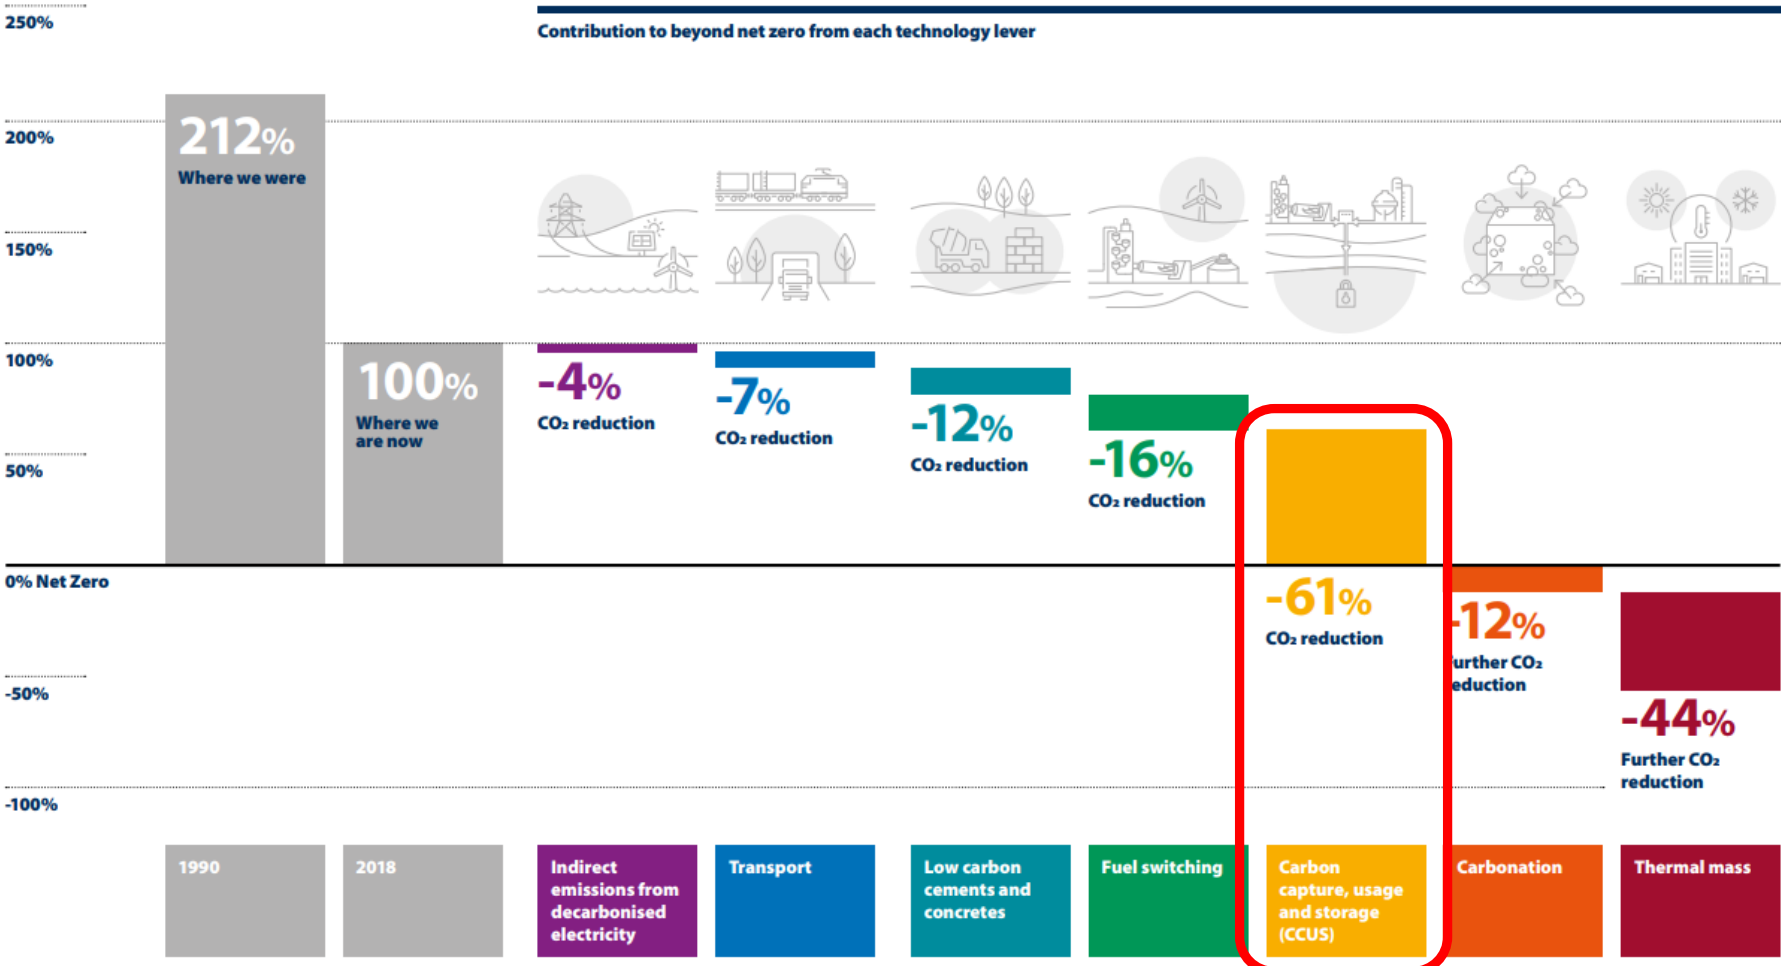 250%
Contribution to beyond net zero from each technology lever
200%
150%
100%
50%
0% Net Zero
-50%
-100%
212%
Where we were
100%
Where we
are now
-4%
CO₂ reduction
-7%
CO₂ reduction
-12%
CO₂ reduction
-16%
CO₂ reduction
-61%
CO₂ reduction
-12%
urther CO₂
eduction
-44%
Further CO₂
reduction
1990
2018
Indirect
emissions from
decarbonised
electricity
Transport
Low carbon
cements and
concretes
Fuel switching
Carbon
capture, usage
and storage
(CCUS)
Carbonation
Thermal mass